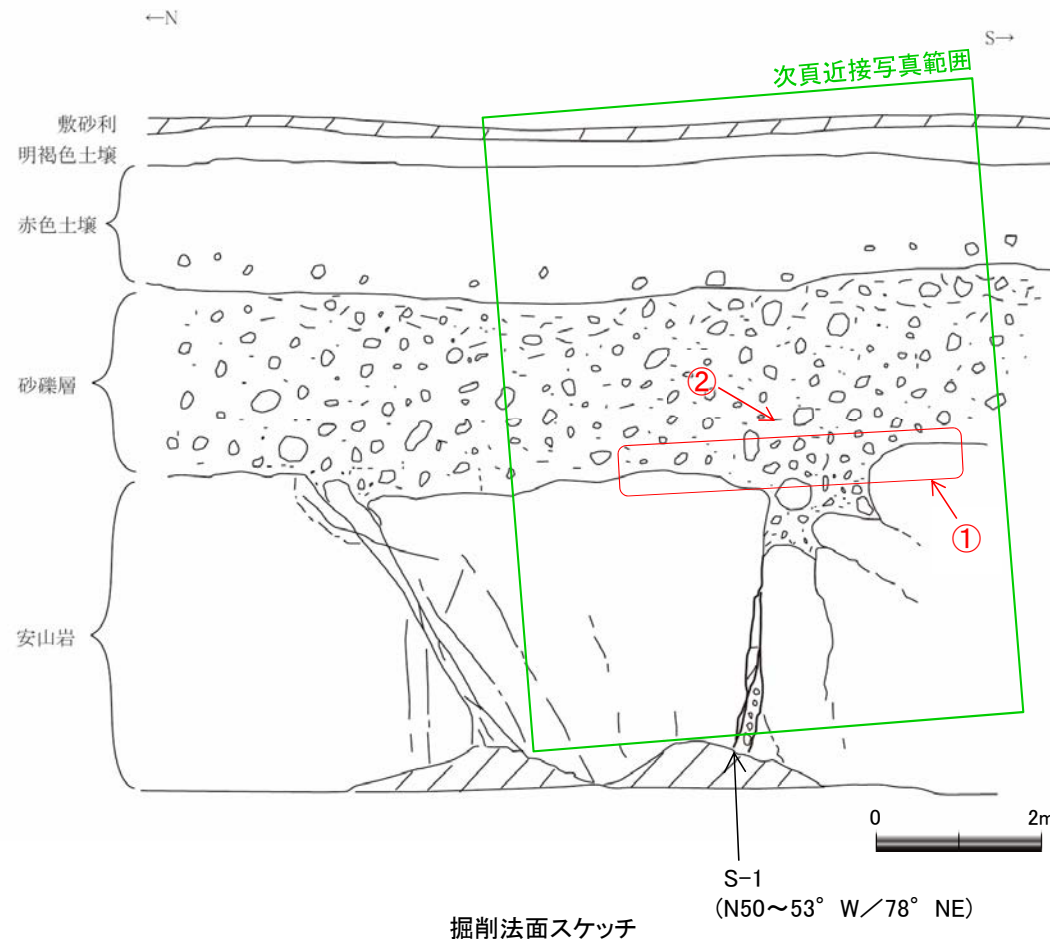 ←N
S→
次頁近接写真範囲
敷砂利
明褐色土壌
赤色土壌
砂礫層
②
①
安山岩
0 2m
S-1
(N50～53° W／78° NE)
掘削法面スケッチ